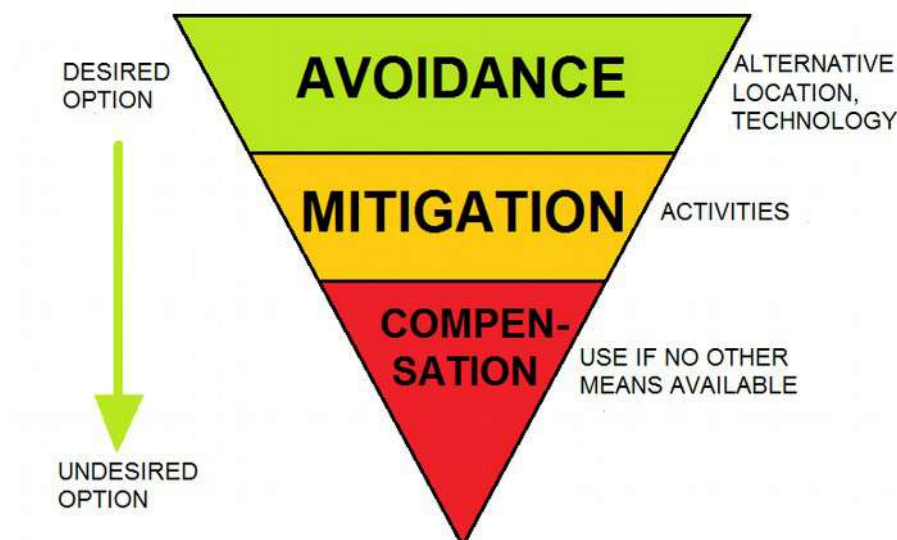 DESIRED
OPTION
AVOIDANCE
ALTERNATIVE
LOCATION,
TECHNOLOGY
MITIGATION
ACTIVITIES
COMPEN-
SATION
USE IF NO OTHER
MEANS AVAILABLE
UNDESIRED
OPTION